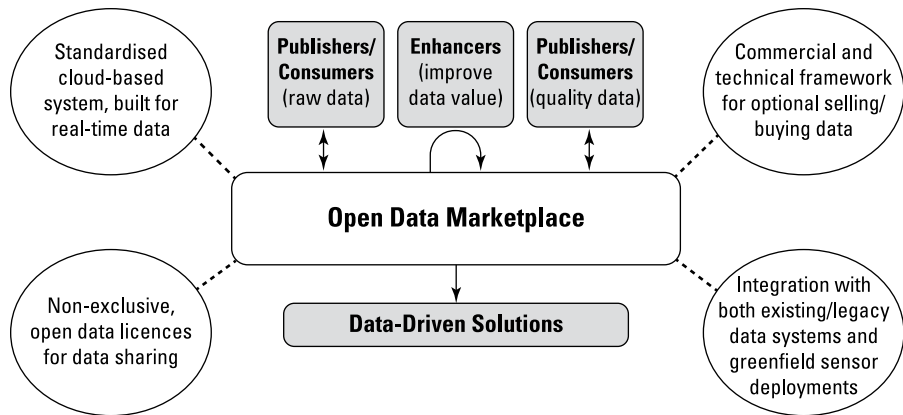 Standardised
cloud-based
system, built for
real-time data
Publishers/
Consumers
(raw data)
Enhancers
(improve
data value)
Publishers/
Consumers
(quality data)
Commercial and
technical framework
for optional selling/
buying data
Open Data Marketplace
Non-exclusive,
open data licences
for data sharing
Data-Driven Solutions
Integration with
both existing/legacy
data systems and
greenfield sensor
deployments